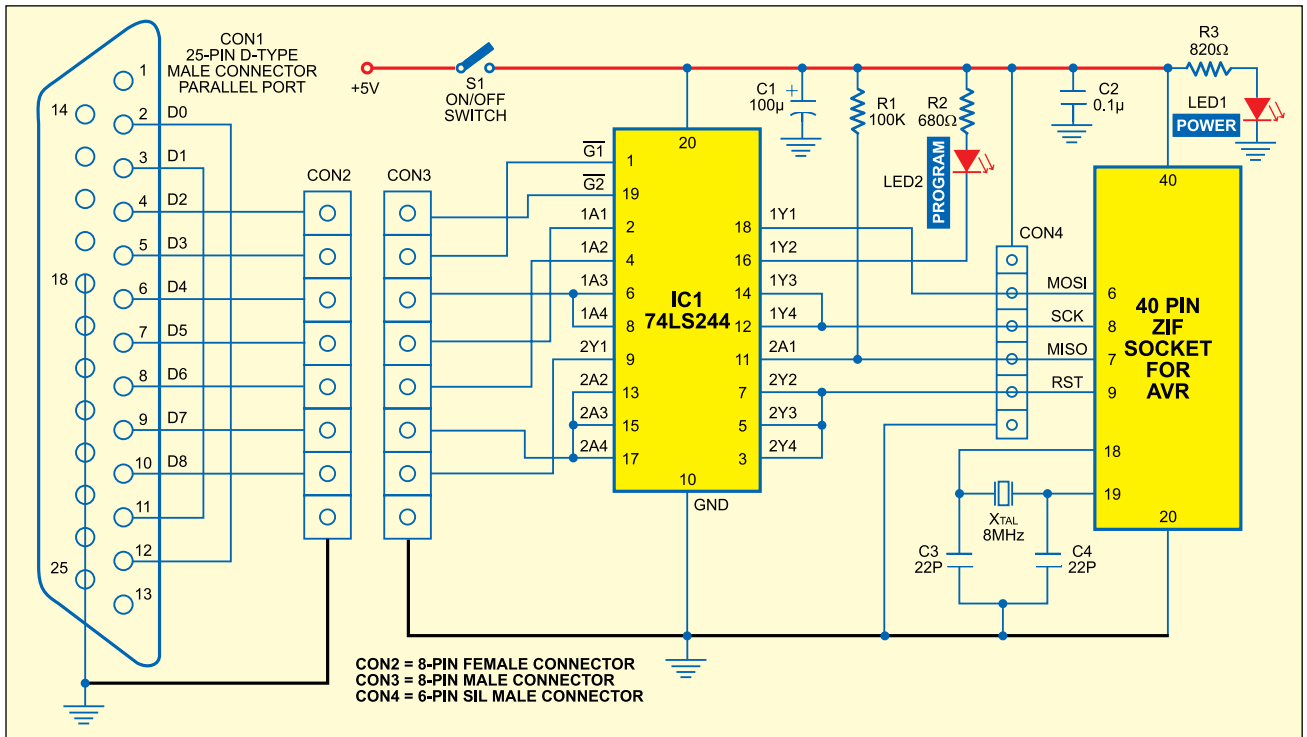 CON1
25-PIN D-TYPE
MALE CONNECTOR
PARALLEL PORT
1
14
2 D0
3 D1
4 D2
5 D3
18
6 D4
7 D5
8 D6
9 D7
10 D8
11
12
25
13
+5V
S1
ON/OFF
SWITCH
CON2
CON3
G1
G2
1A1
1A2
1A3
1A4
2Y1
2A2
2A3
2A4
20
1
19
2
4
6
8
9
13
15
17
IC1
74LS244
18
16
14
12
11
7
5
3
10
GND
1Y1
1Y2
1Y3
1Y4
2A1
2Y2
2Y3
2Y4
C1 +
100µ
R1
100K
R2
680Ω
LED2
PROGRAM
C2
0.1µ
R3
820Ω
LED1
POWER
CON4
MOSI
SCK
MISO
RST
40
6
8
7
9
18
19
20
40 PIN
ZIF
SOCKET
FOR
AVR
XTAL
8MHz
C3
22P
C4
22P
CON2 = 8-PIN FEMALE CONNECTOR
CON3 = 8-PIN MALE CONNECTOR
CON4 = 6-PIN SIL MALE CONNECTOR